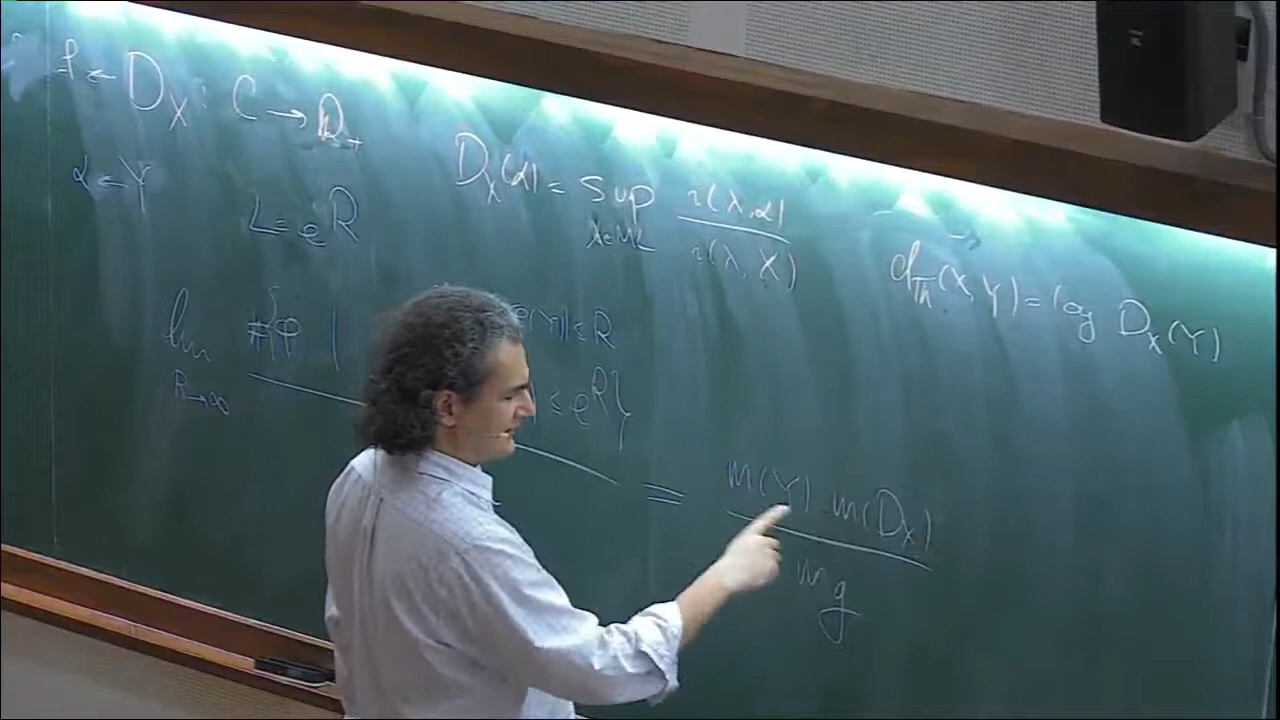 f ← D_X : C → R_+
α ← Y
L = e^R
D_X(α) = sup_{λ∈ML} i(λ,α) / i(λ,X)
d_Th(X,Y) = log D_X(Y)
lim_{R→∞} #{φ | (Y) ≤ R
≤ e^R}
= m(Y) m(D_X) / m_g